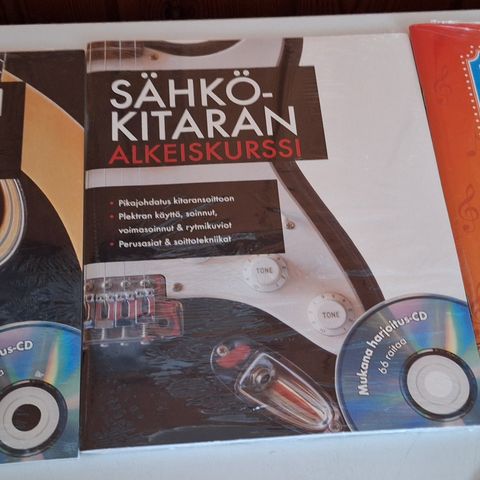 SÄHKÖ-
KITARAN
ALKEISKURSSI
• Pikajohdatus kitaransoittoon
• Plektran käyttö, soinnut,
voimasoinnut & rytmikuviot
• Perusasiat & soittotekniikat
TONE
TONE
Mukana harjoitus-CD
66 raitaa
tus-CD